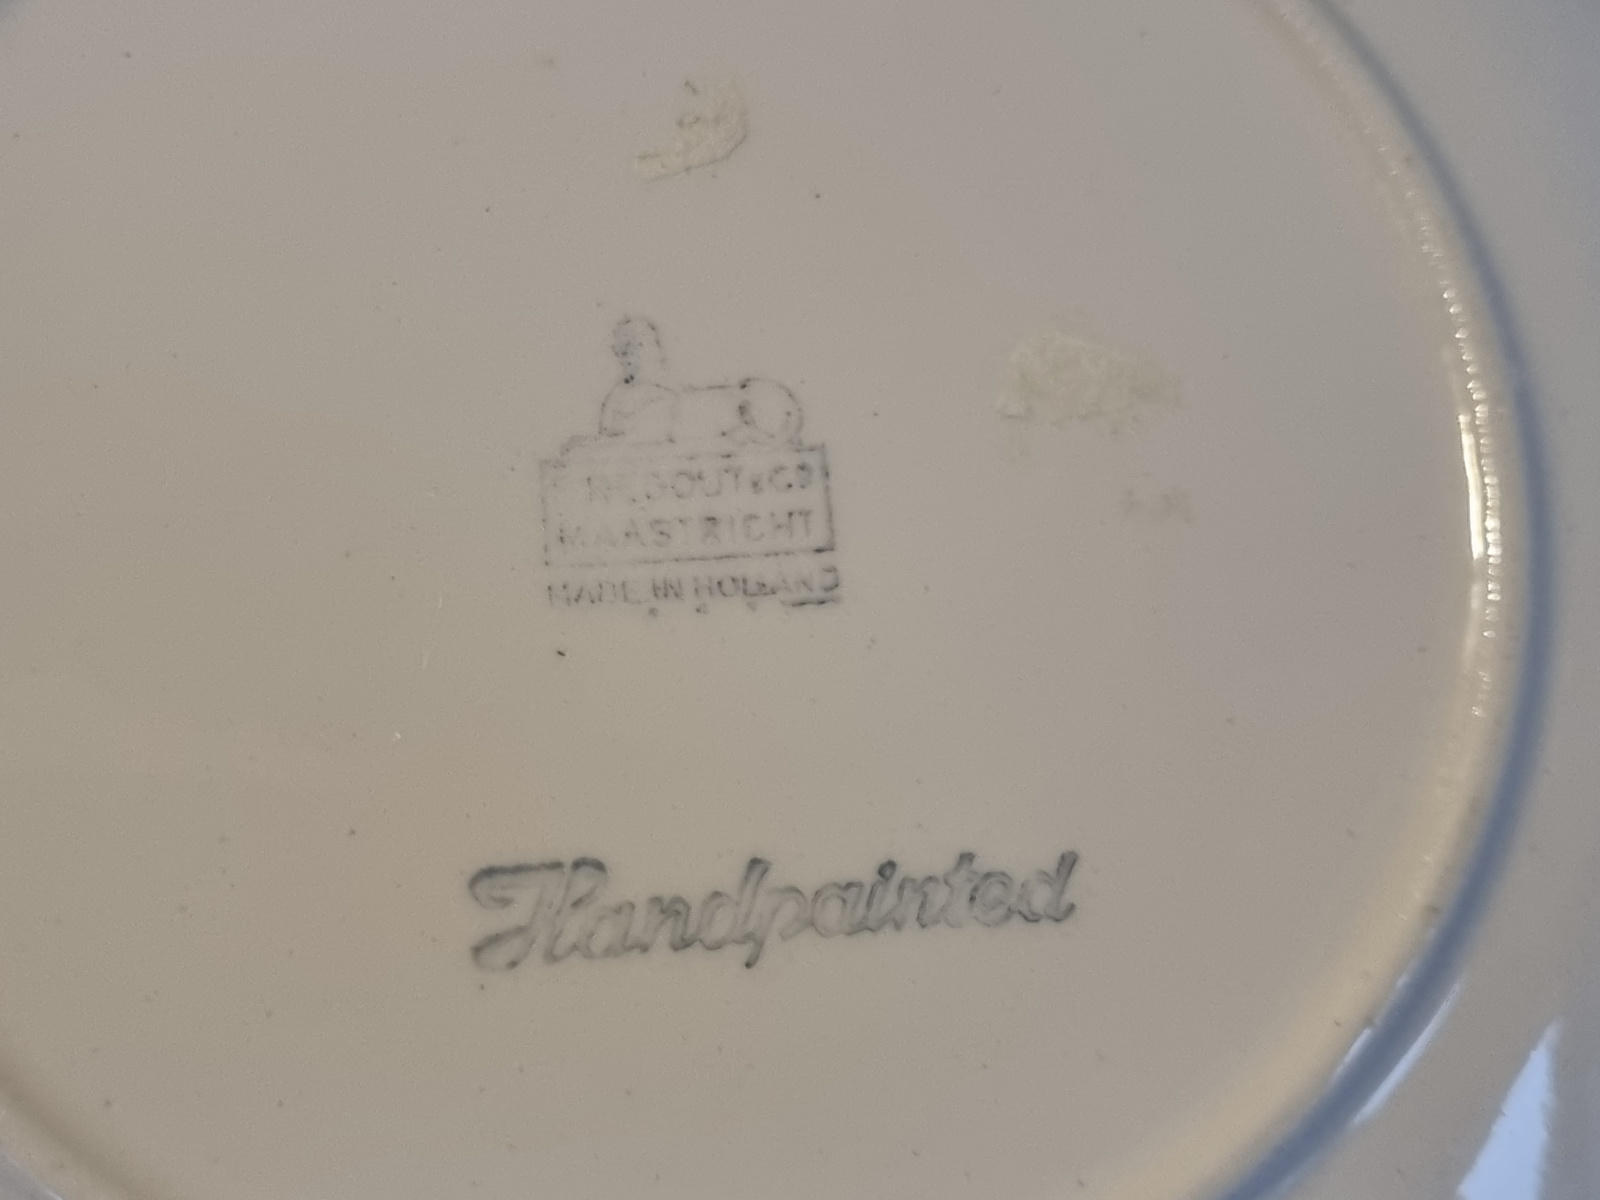 P. REGOUT & CO
MAASTRICHT
MADE IN HOLLAND
Handpainted